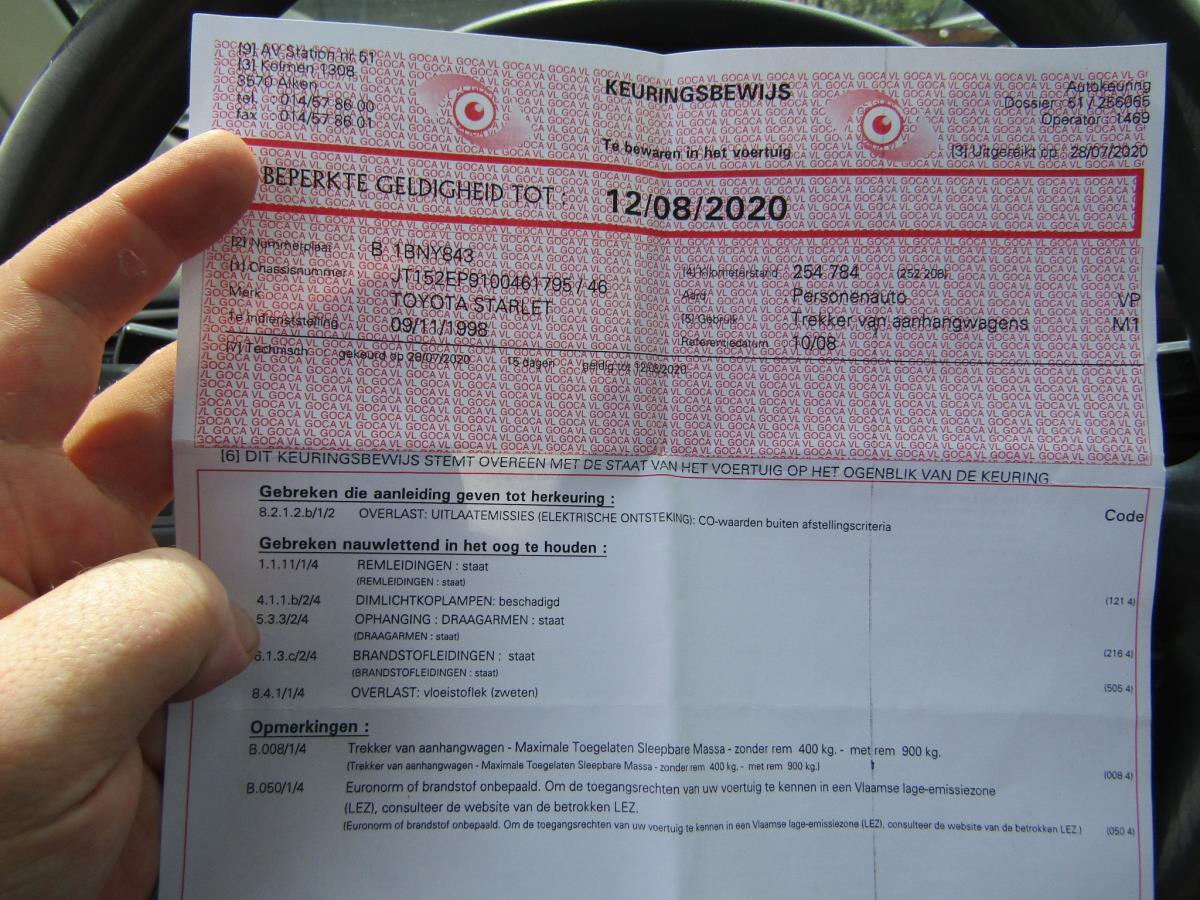 [9] AV Station nr 51
[3] Kolmen 1308
3570 Alken
tel. : 014/57 86 00
fax : 014/57 86 01
KEURINGSBEWIJS
Te bewaren in het voertuig
Autokeuring
Dossier : 51 / 256065
Operator : 1469
[3] Uitgereikt op : 28/07/2020
BEPERKTE GELDIGHEID TOT : 12/08/2020
[2] Nummerplaat B 1BNY843
[1] Chassisnummer JT152EP9100461795 / 46
Merk TOYOTA STARLET
1e indienststelling 09/11/1998
[4] Kilometerstand 254.784 (252 208)
Aard Personenauto VP
[5] Gebruik Trekker van aanhangwagens M1
Referentiedatum 10/08
[7] Technisch gekeurd op 28/07/2020 15 dagen geldig tot 12/08/2020
[6] DIT KEURINGSBEWIJS STEMT OVEREEN MET DE STAAT VAN HET VOERTUIG OP HET OGENBLIK VAN DE KEURING
Gebreken die aanleiding geven tot herkeuring :
Code
8.2.1.2.b/1/2 OVERLAST: UITLAATEMISSIES (ELEKTRISCHE ONTSTEKING): CO-waarden buiten afstellingscriteria
Gebreken nauwlettend in het oog te houden :
1.1.11/1/4 REMLEIDINGEN : staat
(REMLEIDINGEN : staat)
4.1.1.b/2/4 DIMLICHTKOPLAMPEN: beschadigd (121 4)
5.3.3/2/4 OPHANGING : DRAAGARMEN : staat
(DRAAGARMEN : staat)
6.1.3.c/2/4 BRANDSTOFLEIDINGEN : staat (216 4)
(BRANDSTOFLEIDINGEN : staat)
8.4.1/1/4 OVERLAST: vloeistoflek (zweten) (505 4)
Opmerkingen :
B.008/1/4 Trekker van aanhangwagen - Maximale Toegelaten Sleepbare Massa - zonder rem 400 kg. - met rem 900 kg.
(Trekker van aanhangwagen - Maximale Toegelaten Sleepbare Massa - zonder rem 400 kg. - met rem 900 kg.) (008 4)
B.050/1/4 Euronorm of brandstof onbepaald. Om de toegangsrechten van uw voertuig te kennen in een Vlaamse lage-emissiezone
(LEZ), consulteer de website van de betrokken LEZ.
(Euronorm of brandstof onbepaald. Om de toegangsrechten van uw voertuig te kennen in een Vlaamse lage-emissiezone (LEZ), consulteer de website van de betrokken LEZ.) (050 4)